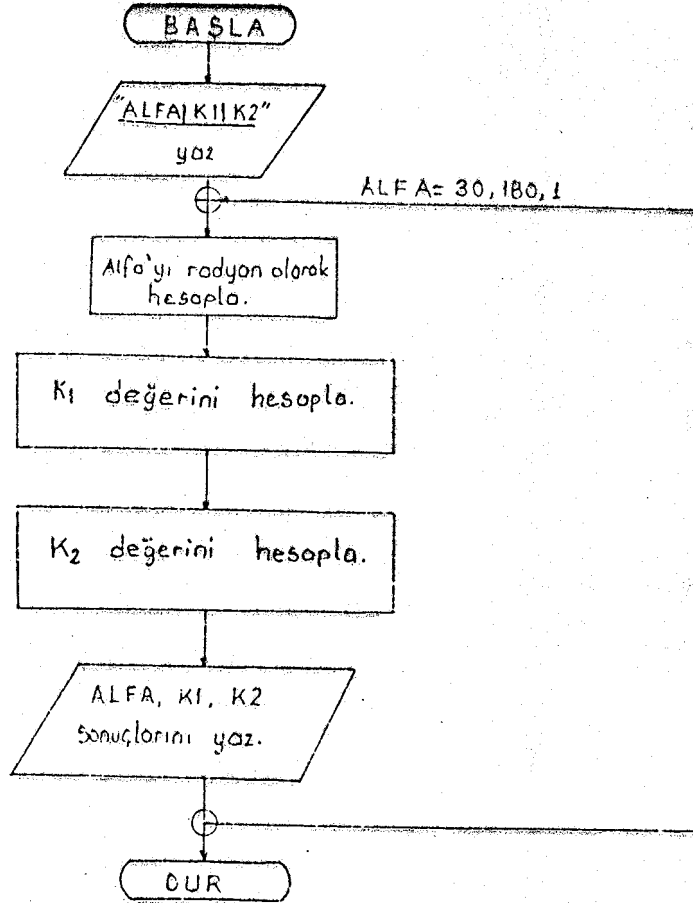 BAŞLA
"ALFA|K1|K2"
yaz
ALFA= 30, 180, 1
Alfa'yı radyan olarak
hesapla.
K1 değerini hesapla.
K2 değerini hesapla.
ALFA, K1, K2
Sonuçlarını yaz.
DUR